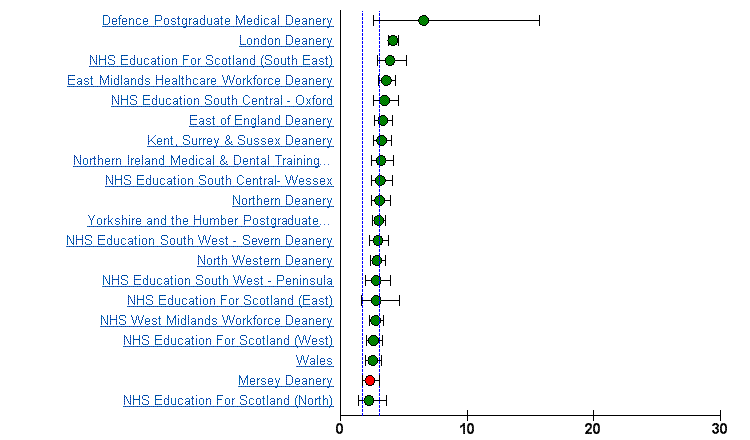 Defence Postgraduate Medical Deanery
London Deanery
NHS Education For Scotland (South East)
East Midlands Healthcare Workforce Deanery
NHS Education South Central - Oxford
East of England Deanery
Kent, Surrey & Sussex Deanery
Northern Ireland Medical & Dental Training...
NHS Education South Central- Wessex
Northern Deanery
Yorkshire and the Humber Postgraduate...
NHS Education South West - Severn Deanery
North Western Deanery
NHS Education South West - Peninsula
NHS Education For Scotland (East)
NHS West Midlands Workforce Deanery
NHS Education For Scotland (West)
Wales
Mersey Deanery
NHS Education For Scotland (North)
0 10 20 30